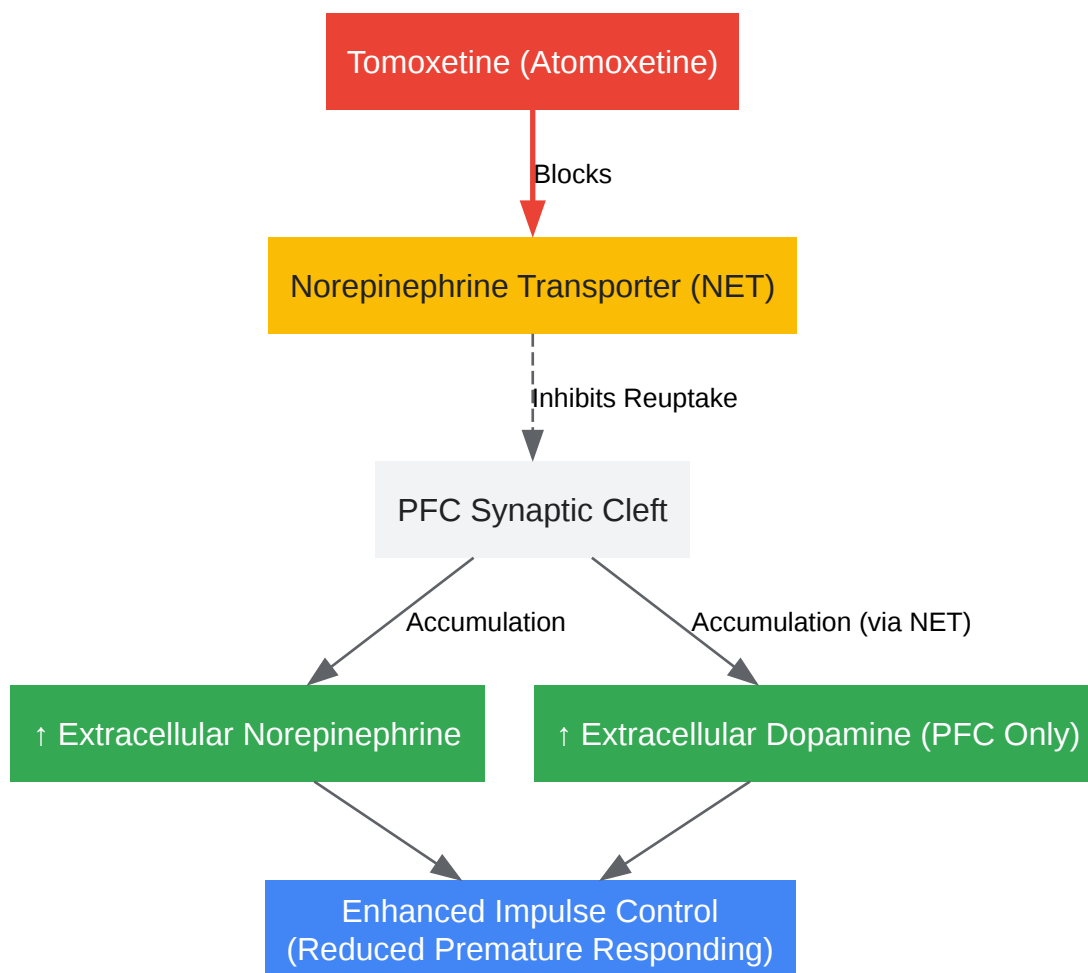 Tomoxetine (Atomoxetine)
Blocks
Norepinephrine Transporter (NET)
Inhibits Reuptake
PFC Synaptic Cleft
Accumulation
Accumulation (via NET)
↑ Extracellular Norepinephrine
↑ Extracellular Dopamine (PFC Only)
Enhanced Impulse Control
(Reduced Premature Responding)